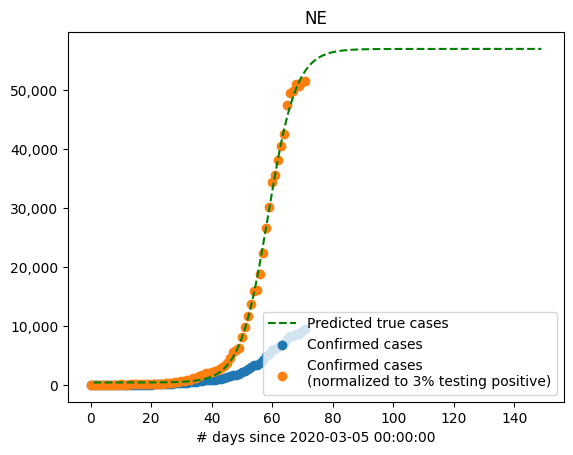 NE
50,000
40,000
30,000
20,000
10,000
0
Predicted true cases
Confirmed cases
Confirmed cases
(normalized to 3% testing positive)
0 20 40 60 80 100 120 140
# days since 2020-03-05 00:00:00